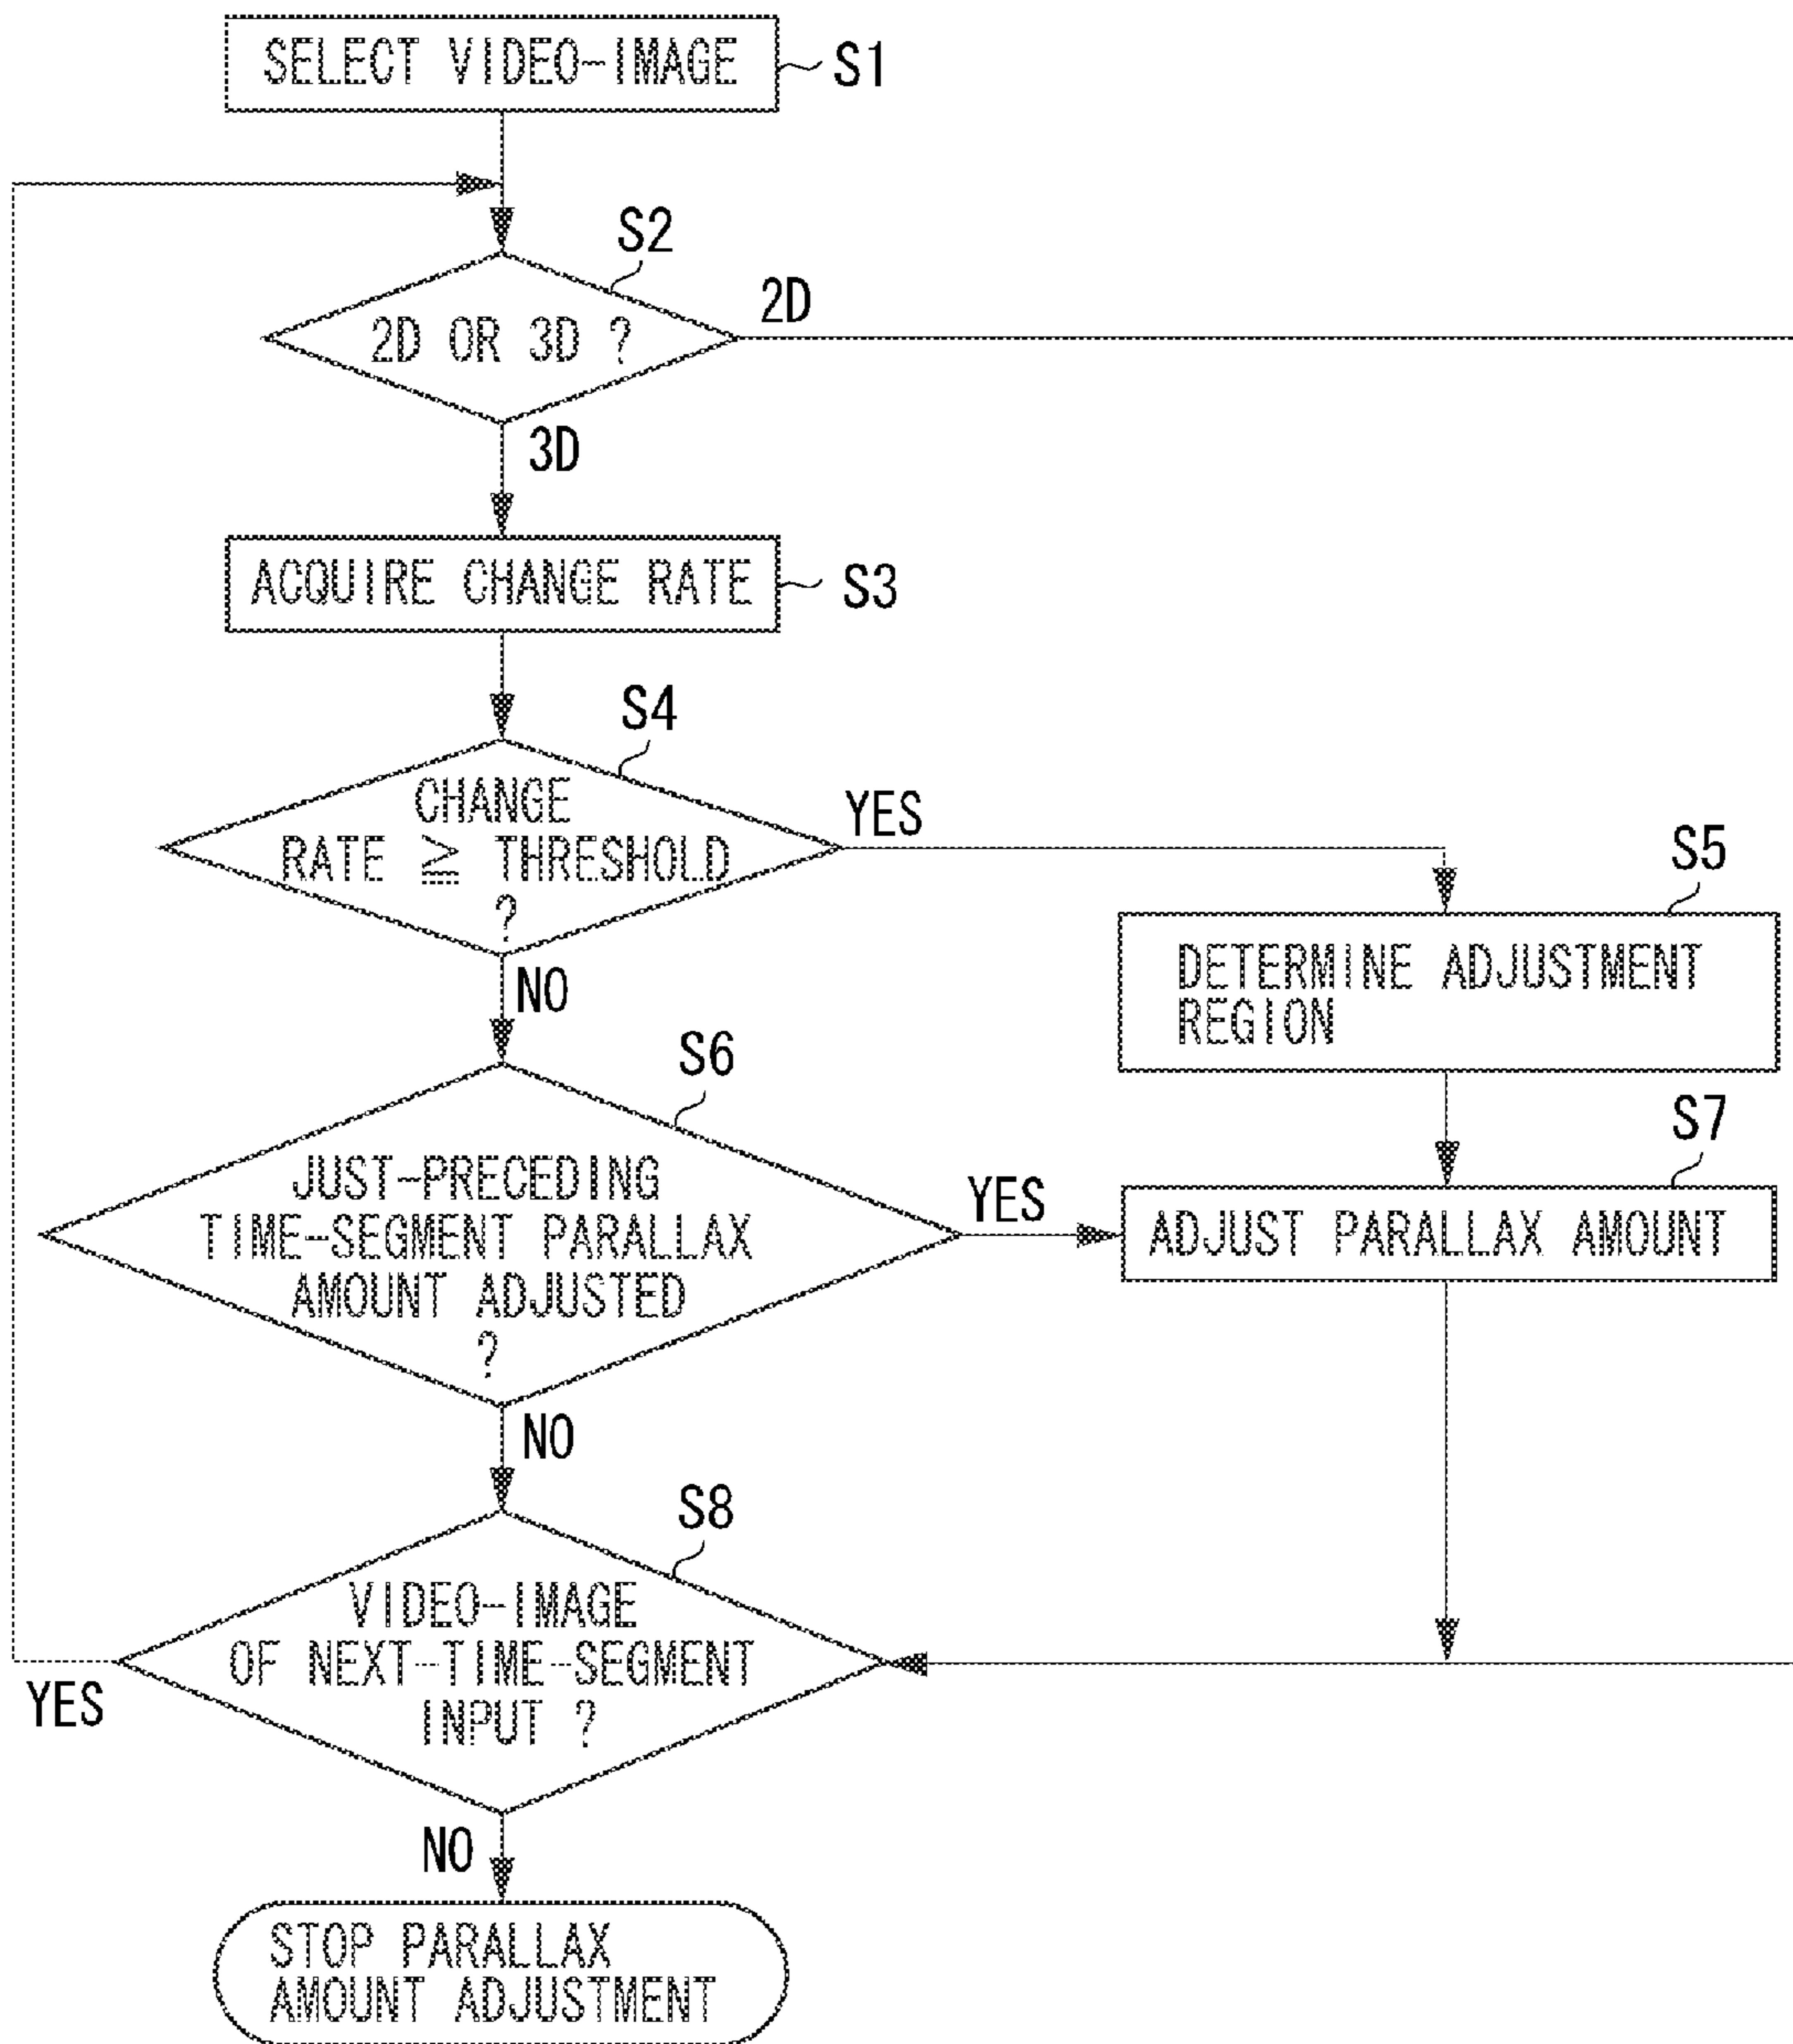 SELECT VIDEO-IMAGE
S1
S2
2D OR 3D ?
2D
3D
ACQUIRE CHANGE RATE
S3
S4
CHANGE
RATE ≧ THRESHOLD
?
YES
NO
S5
DETERMINE ADJUSTMENT
REGION
S6
JUST-PRECEDING
TIME-SEGMENT PARALLAX
AMOUNT ADJUSTED
?
YES
NO
S7
ADJUST PARALLAX AMOUNT
S8
VIDEO-IMAGE
OF NEXT-TIME-SEGMENT
INPUT ?
YES
NO
STOP PARALLAX
AMOUNT ADJUSTMENT